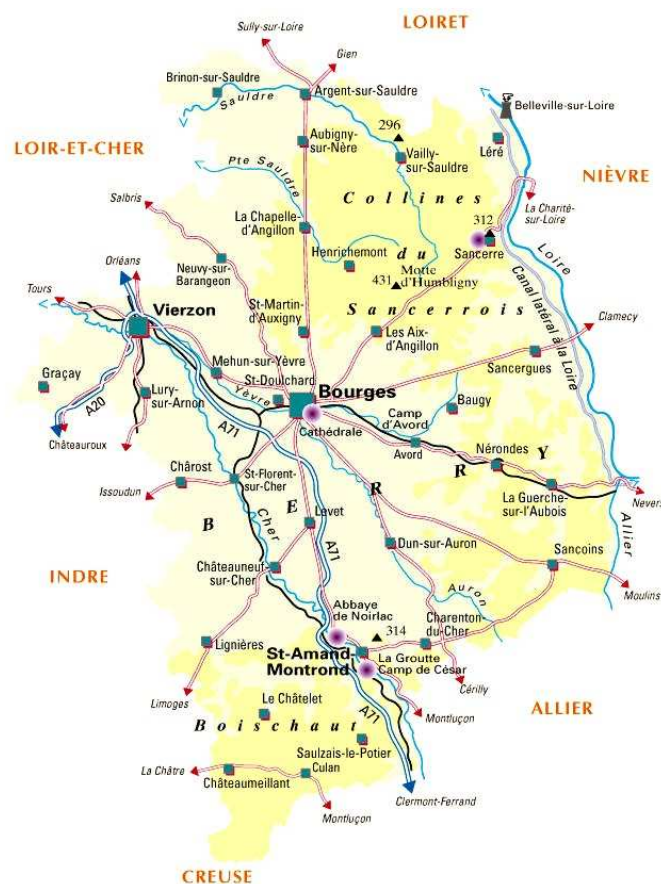 LOIRET
Sully-sur-Loire
Gien
Brinon-sur-Sauldre
Argent-sur-Sauldre
Sauldre
Belleville-sur-Loire
296
Aubigny-
sur-Nère
Vailly-
sur-Sauldre
Léré
LOIR-ET-CHER
NIÈVRE
Pte Sauldre
Collines
Salbris
La Charité-
sur-Loire
La Chapelle-
d'Angillon
312
Sancerre
Henrichemont
du
Loire
Orléans
Neuvy-sur-
Barangeon
431
Motte
d'Humbligny
Canal latéral à la Loire
Tours
Vierzon
St-Martin-
d'Auxigny
Sancerrois
Les Aix-
d'Angillon
Clamecy
Sancergues
Graçay
Mehun-sur-Yèvre
Lury-
sur-Arnon
St-Doulchard
Yèvre
Bourges
Baugy
A20
A71
Cathédrale
Camp
d'Avord
Avord
Châteauroux
Nérondes
Y
Chârost
St-Florent-
sur-Cher
R
R
La Guerche-
sur-l'Aubois
Nevers
Issoudun
B
E
Cher
Levet
Allier
A71
Dun-sur-Auron
Sancoins
INDRE
Châteauneuf-
sur-Cher
Auron
Moulins
Abbaye
de Noirlac
314
Charenton-
du-Cher
Lignières
St-Amand-
Montrond
La Groutte
Camp de César
Cérilly
Limoges
Montluçon
ALLIER
Le Châtelet
Boischaut
A71
Saulzais-le-Potier
La Châtre
Culan
Châteaumeillant
Montluçon
Clermont-Ferrand
CREUSE